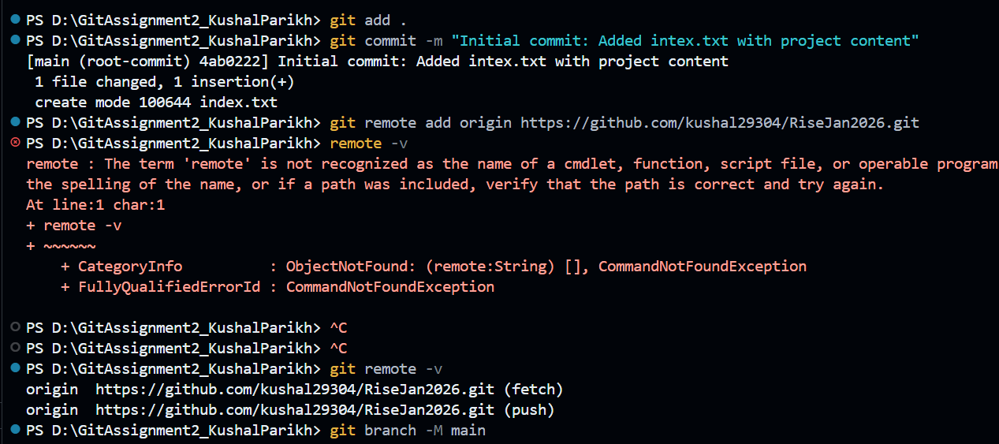 PS D:\GitAssignment2_KushalParikh> git add .
PS D:\GitAssignment2_KushalParikh> git commit -m "Initial commit: Added intex.txt with project content"
[main (root-commit) 4ab0222] Initial commit: Added intex.txt with project content
 1 file changed, 1 insertion(+)
 create mode 100644 index.txt
PS D:\GitAssignment2_KushalParikh> git remote add origin https://github.com/kushal29304/RiseJan2026.git
PS D:\GitAssignment2_KushalParikh> remote -v
remote : The term 'remote' is not recognized as the name of a cmdlet, function, script file, or operable program
the spelling of the name, or if a path was included, verify that the path is correct and try again.
At line:1 char:1
+ remote -v
+ ~~~~~~
    + CategoryInfo          : ObjectNotFound: (remote:String) [], CommandNotFoundException
    + FullyQualifiedErrorId : CommandNotFoundException
PS D:\GitAssignment2_KushalParikh> ^C
PS D:\GitAssignment2_KushalParikh> ^C
PS D:\GitAssignment2_KushalParikh> git remote -v
origin  https://github.com/kushal29304/RiseJan2026.git (fetch)
origin  https://github.com/kushal29304/RiseJan2026.git (push)
PS D:\GitAssignment2_KushalParikh> git branch -M main